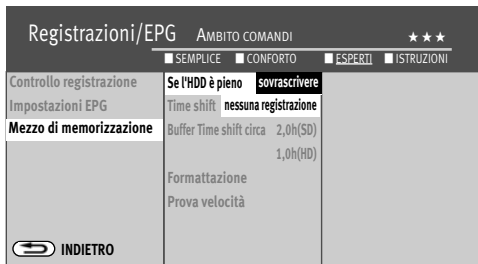 Registrazioni/EPG AMBITO COMANDI ★★★
SEMPLICE CONFORTO ESPERTI ISTRUZIONI
Controllo registrazione Se l'HDD è pieno sovrascrivere
Impostazioni EPG Time shift nessuna registrazione
Mezzo di memorizzazione Buffer Time shift circa 2,0h(SD)
1,0h(HD)
Formattazione
Prova velocità
INDIETRO